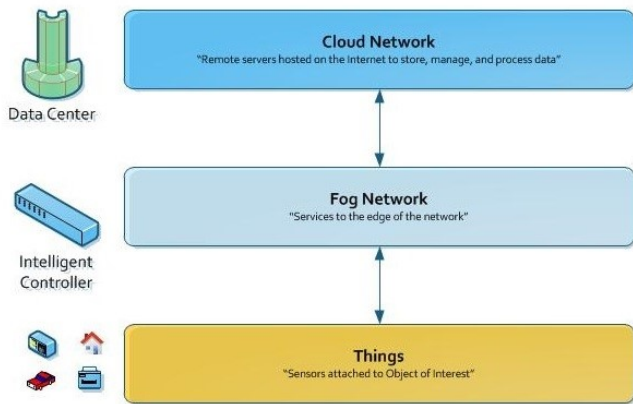 Cloud Network
“Remote servers hosted on the Internet to store, manage, and process data”
Data Center
Fog Network
"Services to the edge of the network”
Intelligent
Controller
Things
“Sensors attached to Object of Interest”